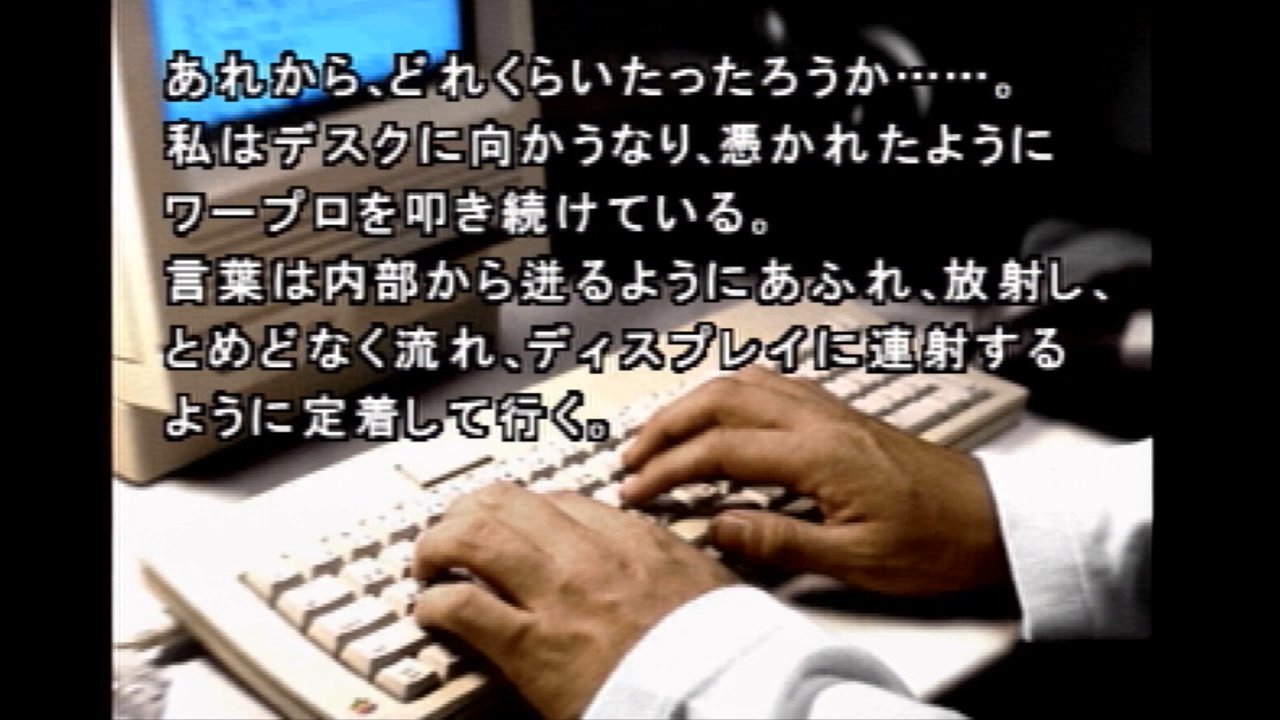 あれから、どれくらいたったろうか……。
私はデスクに向かうなり、憑かれたように
ワープロを叩き続けている。
言葉は内部から迸るようにあふれ、放射し、
とめどなく流れ、ディスプレイに連射する
ように定着して行く。